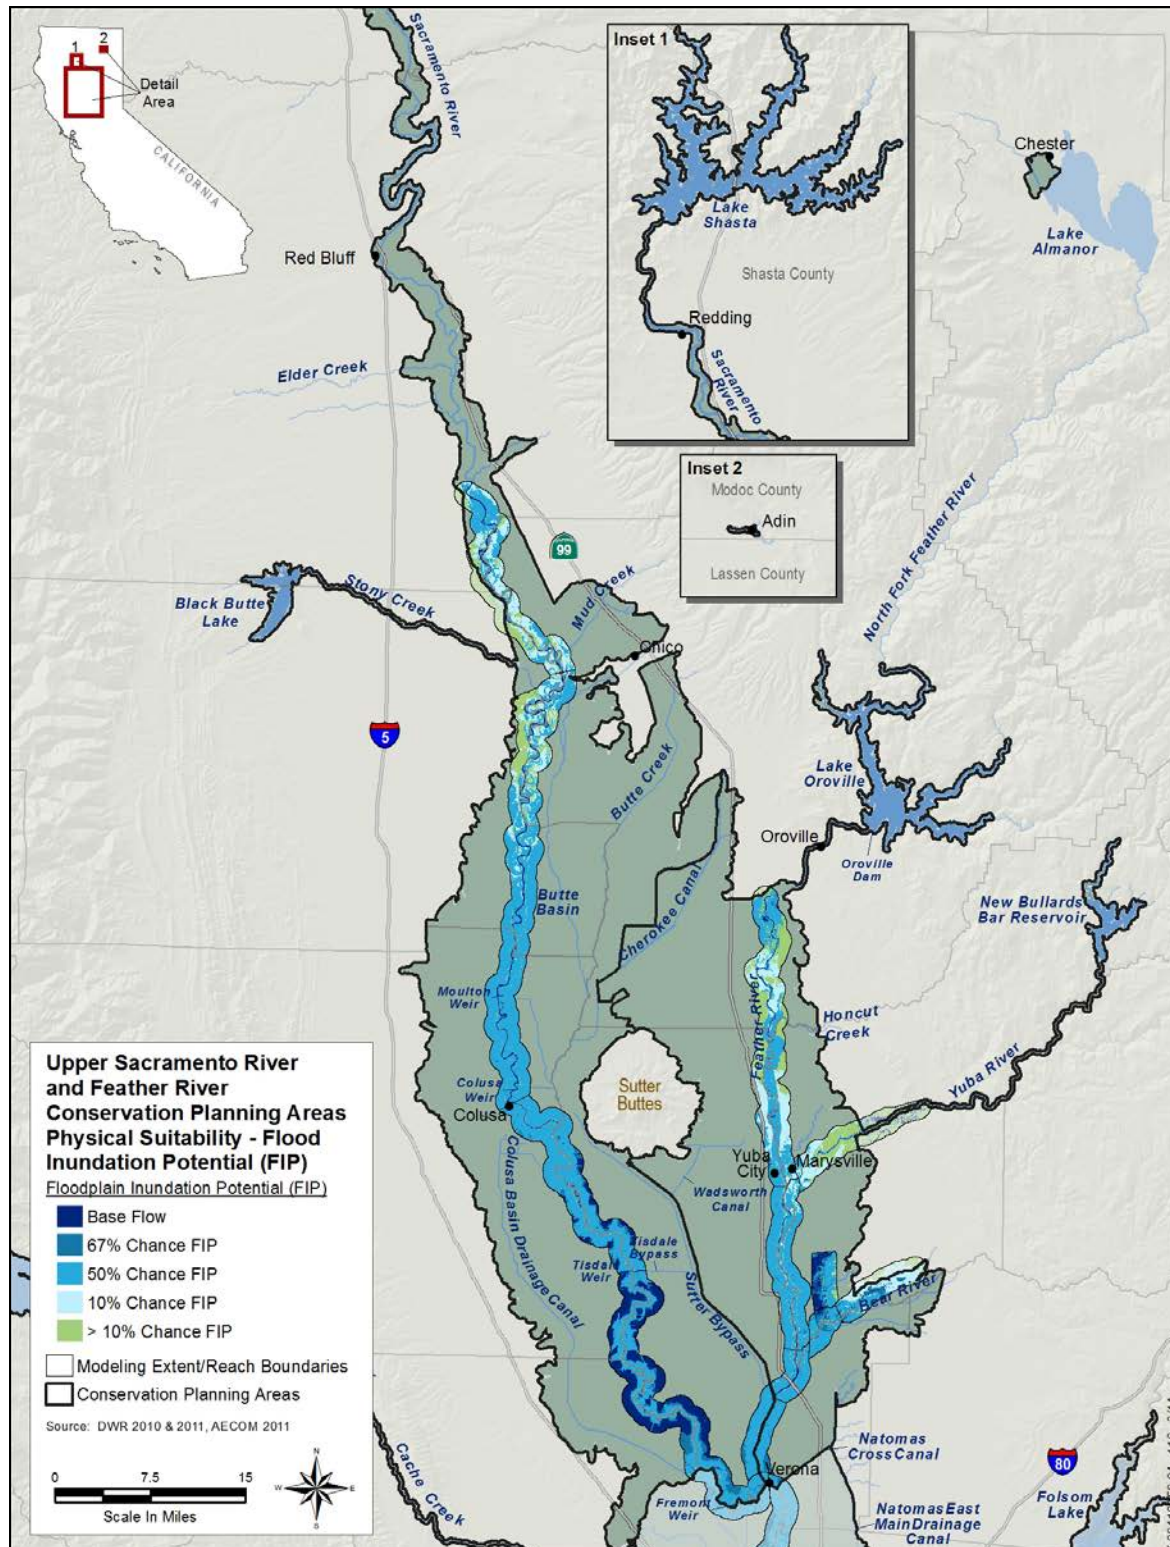 Sacramento River
1
2
Detail
Area
CALIFORNIA
Inset 1
Lake
Shasta
Shasta County
Redding
Sacramento
River
Chester
Lake
Almanor
Red Bluff
Elder Creek
Inset 2
Modoc County
Adin
Lassen County
99
North Fork Feather River
Mud Creek
Stony Creek
Black Butte
Lake
Chico
5
Butte Creek
Lake
Oroville
Oroville
Oroville
Dam
Butte
Basin
Cherokee Canal
New Bullards
Bar Reservoir
Moulton
Weir
Feather River
Honcut
Creek
Yuba River
Colusa
Weir
Colusa
Sutter
Buttes
Yuba
City
Marysville
Wadsworth
Canal
Colusa Basin Drainage Canal
Tisdale
Bypass
Tisdale
Weir
Sutter Bypass
Bear River
Verona
Fremont
Weir
Natomas
Cross Canal
80
Folsom
Lake
Natomas East
Main Drainage
Canal
Cache Creek
Upper Sacramento River
and Feather River
Conservation Planning Areas
Physical Suitability - Flood
Inundation Potential (FIP)
Floodplain Inundation Potential (FIP)
Base Flow
67% Chance FIP
50% Chance FIP
10% Chance FIP
> 10% Chance FIP
Modeling Extent/Reach Boundaries
Conservation Planning Areas
Source: DWR 2010 & 2011, AECOM 2011
0 7.5 15
Scale In Miles
N
W E
S